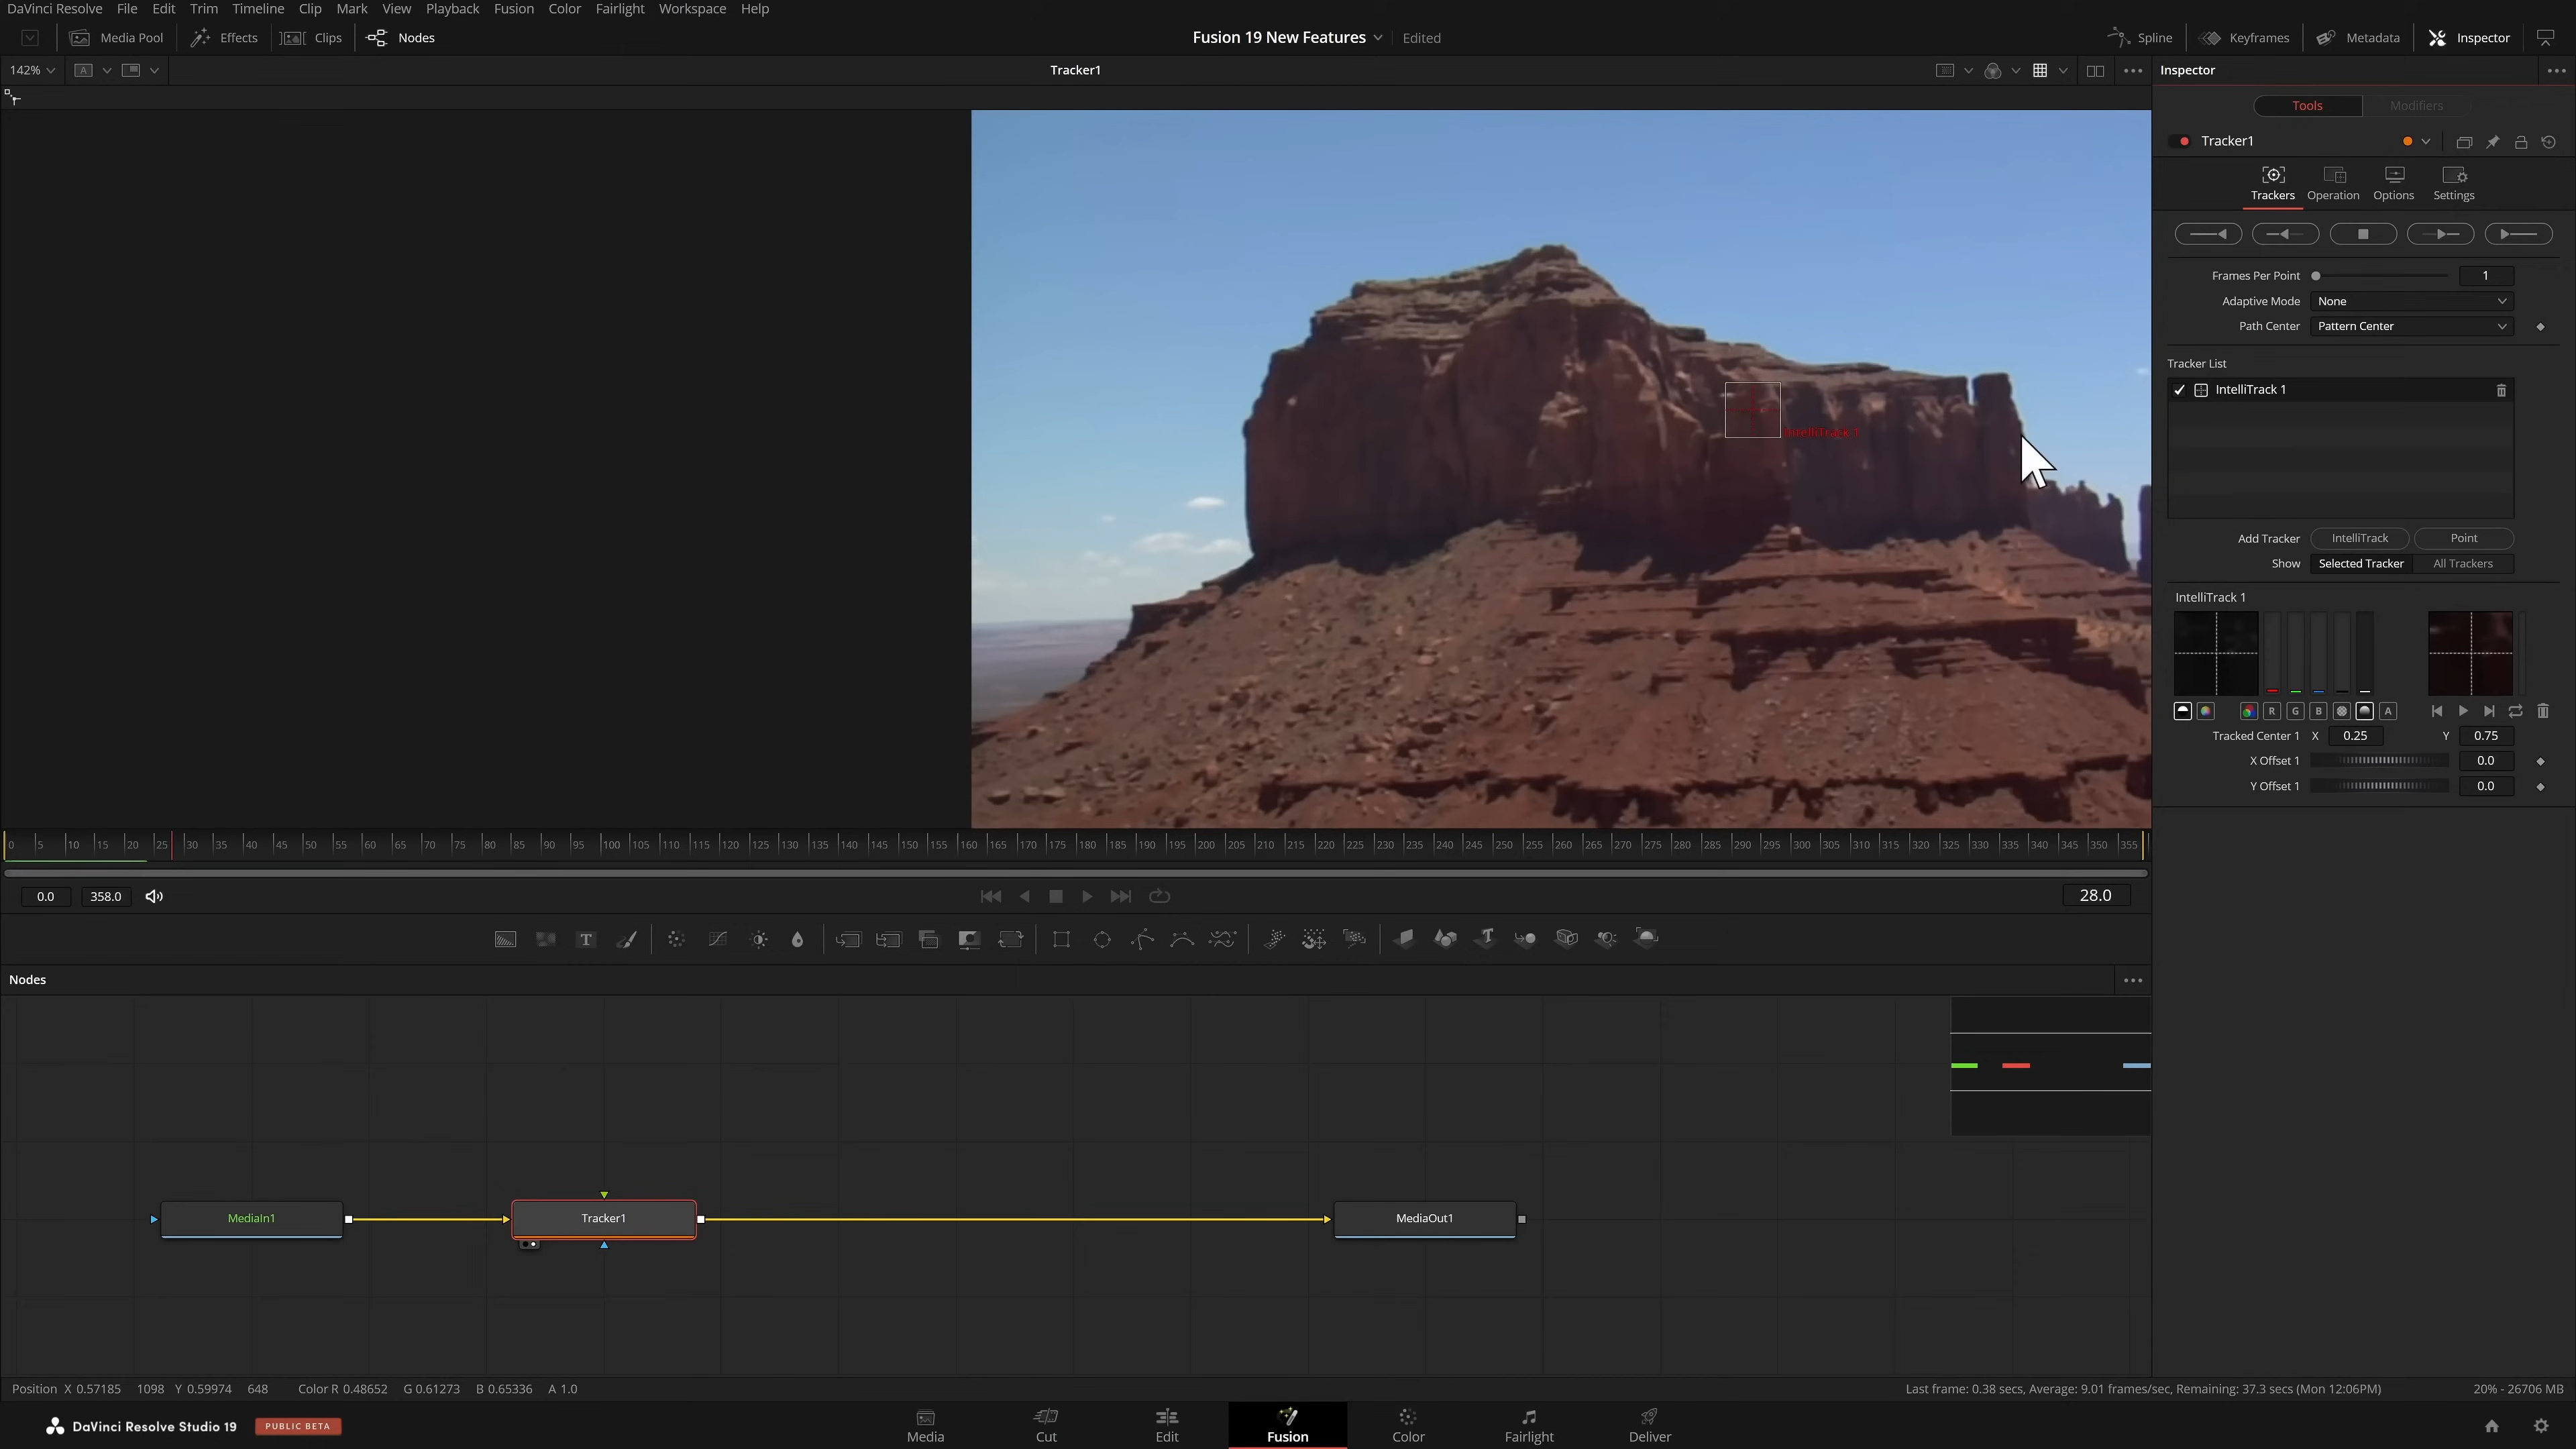 DaVinci Resolve File Edit Trim Timeline Clip Mark View Playback Fusion Color Fairlight Workspace Help
Media Pool Effects Clips Nodes Fusion 19 New Features Edited Spline Keyframes Metadata Inspector
142% A Tracker1 Inspector
Tools Modifiers
Tracker1
Trackers Operation Options Settings
Frames Per Point 1
Adaptive Mode None
Path Center Pattern Center
Tracker List
IntelliTrack 1
IntelliTrack 1
Add Tracker IntelliTrack Point
Show Selected Tracker All Trackers
IntelliTrack 1
R G B A
Tracked Center 1 X 0.25 Y 0.75
X Offset 1 0.0
Y Offset 1 0.0
0 5 10 15 20 25 30 35 40 45 50 55 60 65 70 75 80 85 90 95 100 105 110 115 120 125 130 135 140 145 150 155 160 165 170 175 180 185 190 195 200 205 210 215 220 225 230 235 240 245 250 255 260 265 270 275 280 285 290 295 300 305 310 315 320 325 330 335 340 345 350 355
0.0 358.0 28.0
T T
Nodes
MediaIn1 Tracker1 MediaOut1
Position X 0.57185 1098 Y 0.59974 648 Color R 0.48652 G 0.61273 B 0.65336 A 1.0 Last frame: 0.38 secs, Average: 9.01 frames/sec, Remaining: 37.3 secs (Mon 12:06PM) 20% - 26706 MB
DaVinci Resolve Studio 19 PUBLIC BETA Media Cut Edit Fusion Color Fairlight Deliver